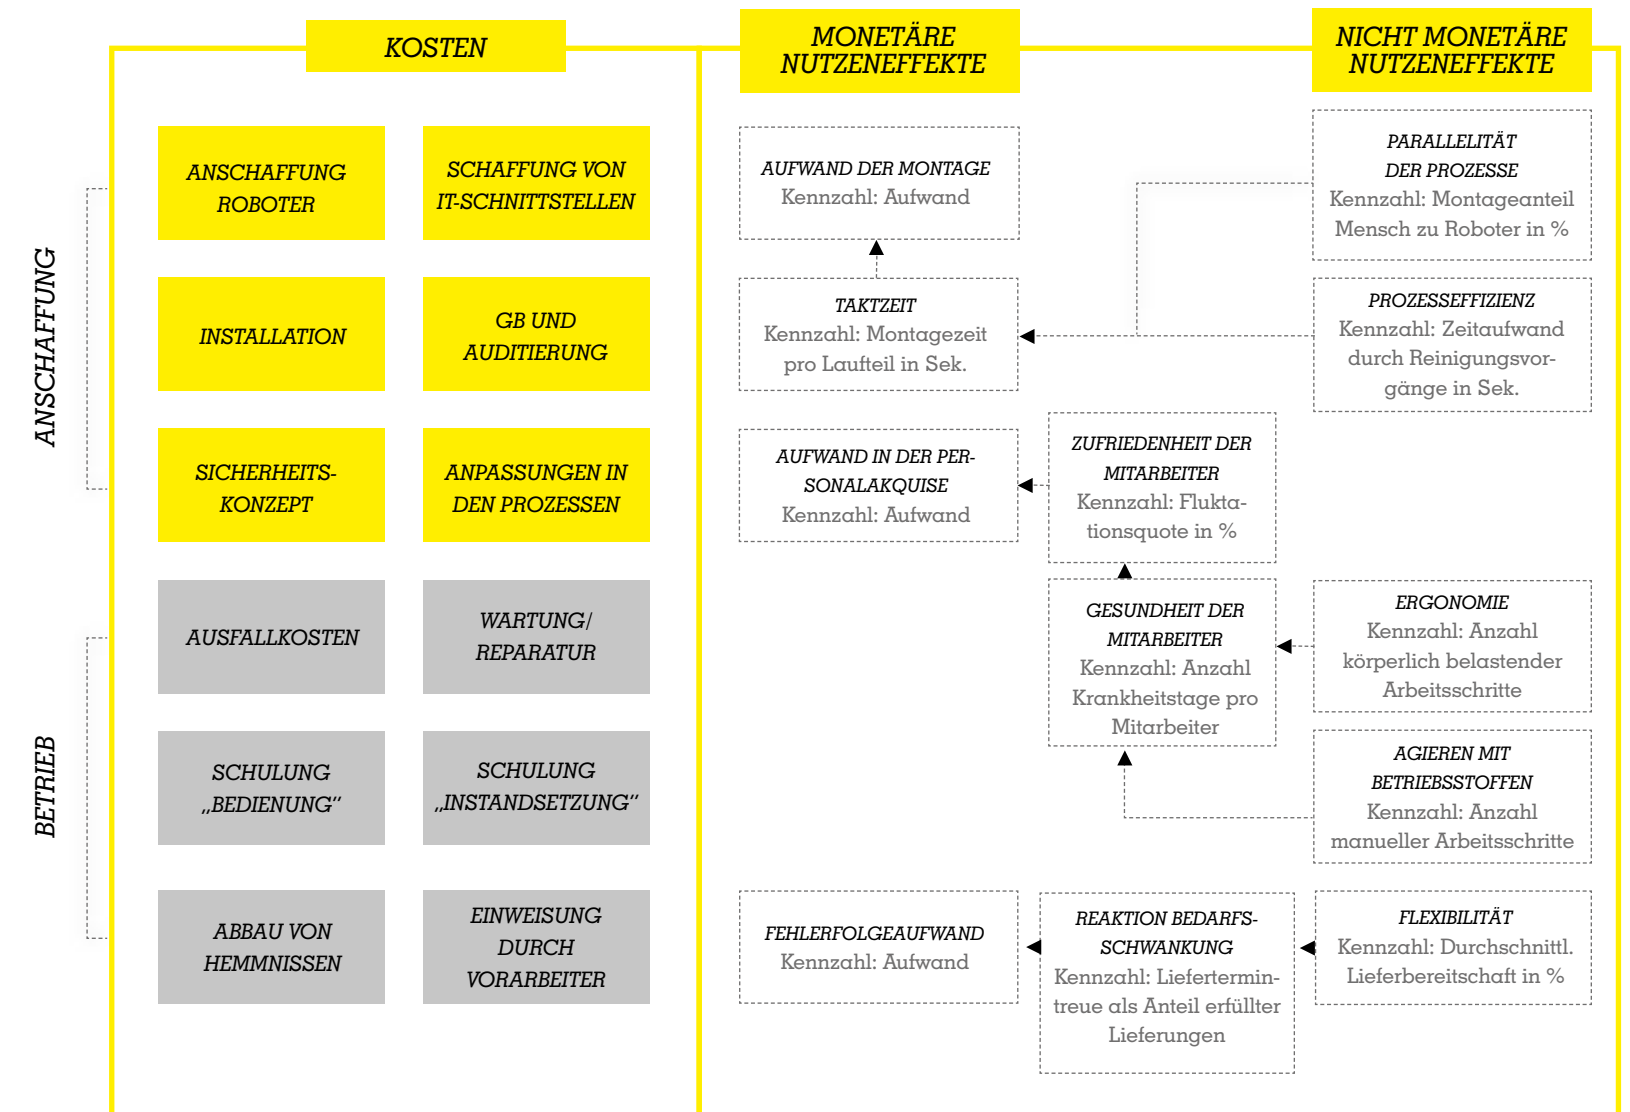 KOSTEN
MONETÄRE
NUTZENEFFEKTE
NICHT MONETÄRE
NUTZENEFFEKTE
ANSCHAFFUNG
ANSCHAFFUNG
ROBOTER
SCHAFFUNG VON
IT-SCHNITTSTELLEN
INSTALLATION
GB UND
AUDITIERUNG
SICHERHEITS-
KONZEPT
ANPASSUNGEN IN
DEN PROZESSEN
BETRIEB
AUSFALLKOSTEN
WARTUNG/
REPARATUR
SCHULUNG
„BEDIENUNG“
SCHULUNG
„INSTANDSETZUNG“
ABBAU VON
HEMMNISSEN
EINWEISUNG
DURCH
VORARBEITER
AUFWAND DER MONTAGE
Kennzahl: Aufwand
PARALLELITÄT
DER PROZESSE
Kennzahl: Montageanteil
Mensch zu Roboter in %
TAKTZEIT
Kennzahl: Montagezeit
pro Laufteil in Sek.
PROZESSEFFIZIENZ
Kennzahl: Zeitaufwand
durch Reinigungsvor-
gänge in Sek.
AUFWAND IN DER PER-
SONALAKQUISE
Kennzahl: Aufwand
ZUFRIEDENHEIT DER
MITARBEITER
Kennzahl: Flukta-
tionsquote in %
GESUNDHEIT DER
MITARBEITER
Kennzahl: Anzahl
Krankheitstage pro
Mitarbeiter
ERGONOMIE
Kennzahl: Anzahl
körperlich belastender
Arbeitsschritte
AGIEREN MIT
BETRIEBSSTOFFEN
Kennzahl: Anzahl
manueller Arbeitsschritte
FEHLERFOLGEAUFWAND
Kennzahl: Aufwand
REAKTION BEDARFS-
SCHWANKUNG
Kennzahl: Liefertermin-
treue als Anteil erfüllter
Lieferungen
FLEXIBILITÄT
Kennzahl: Durchschnittl.
Lieferbereitschaft in %